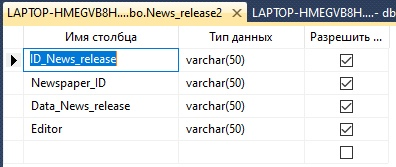 LAPTOP-HMEGVB8H....bo.News_release2 LAPTOP-HMEGVB8H....- db
Имя столбца Тип данных Разрешить ...
ID_News_release varchar(50)
Newspaper_ID varchar(50)
Data_News_release varchar(50)
Editor varchar(50)